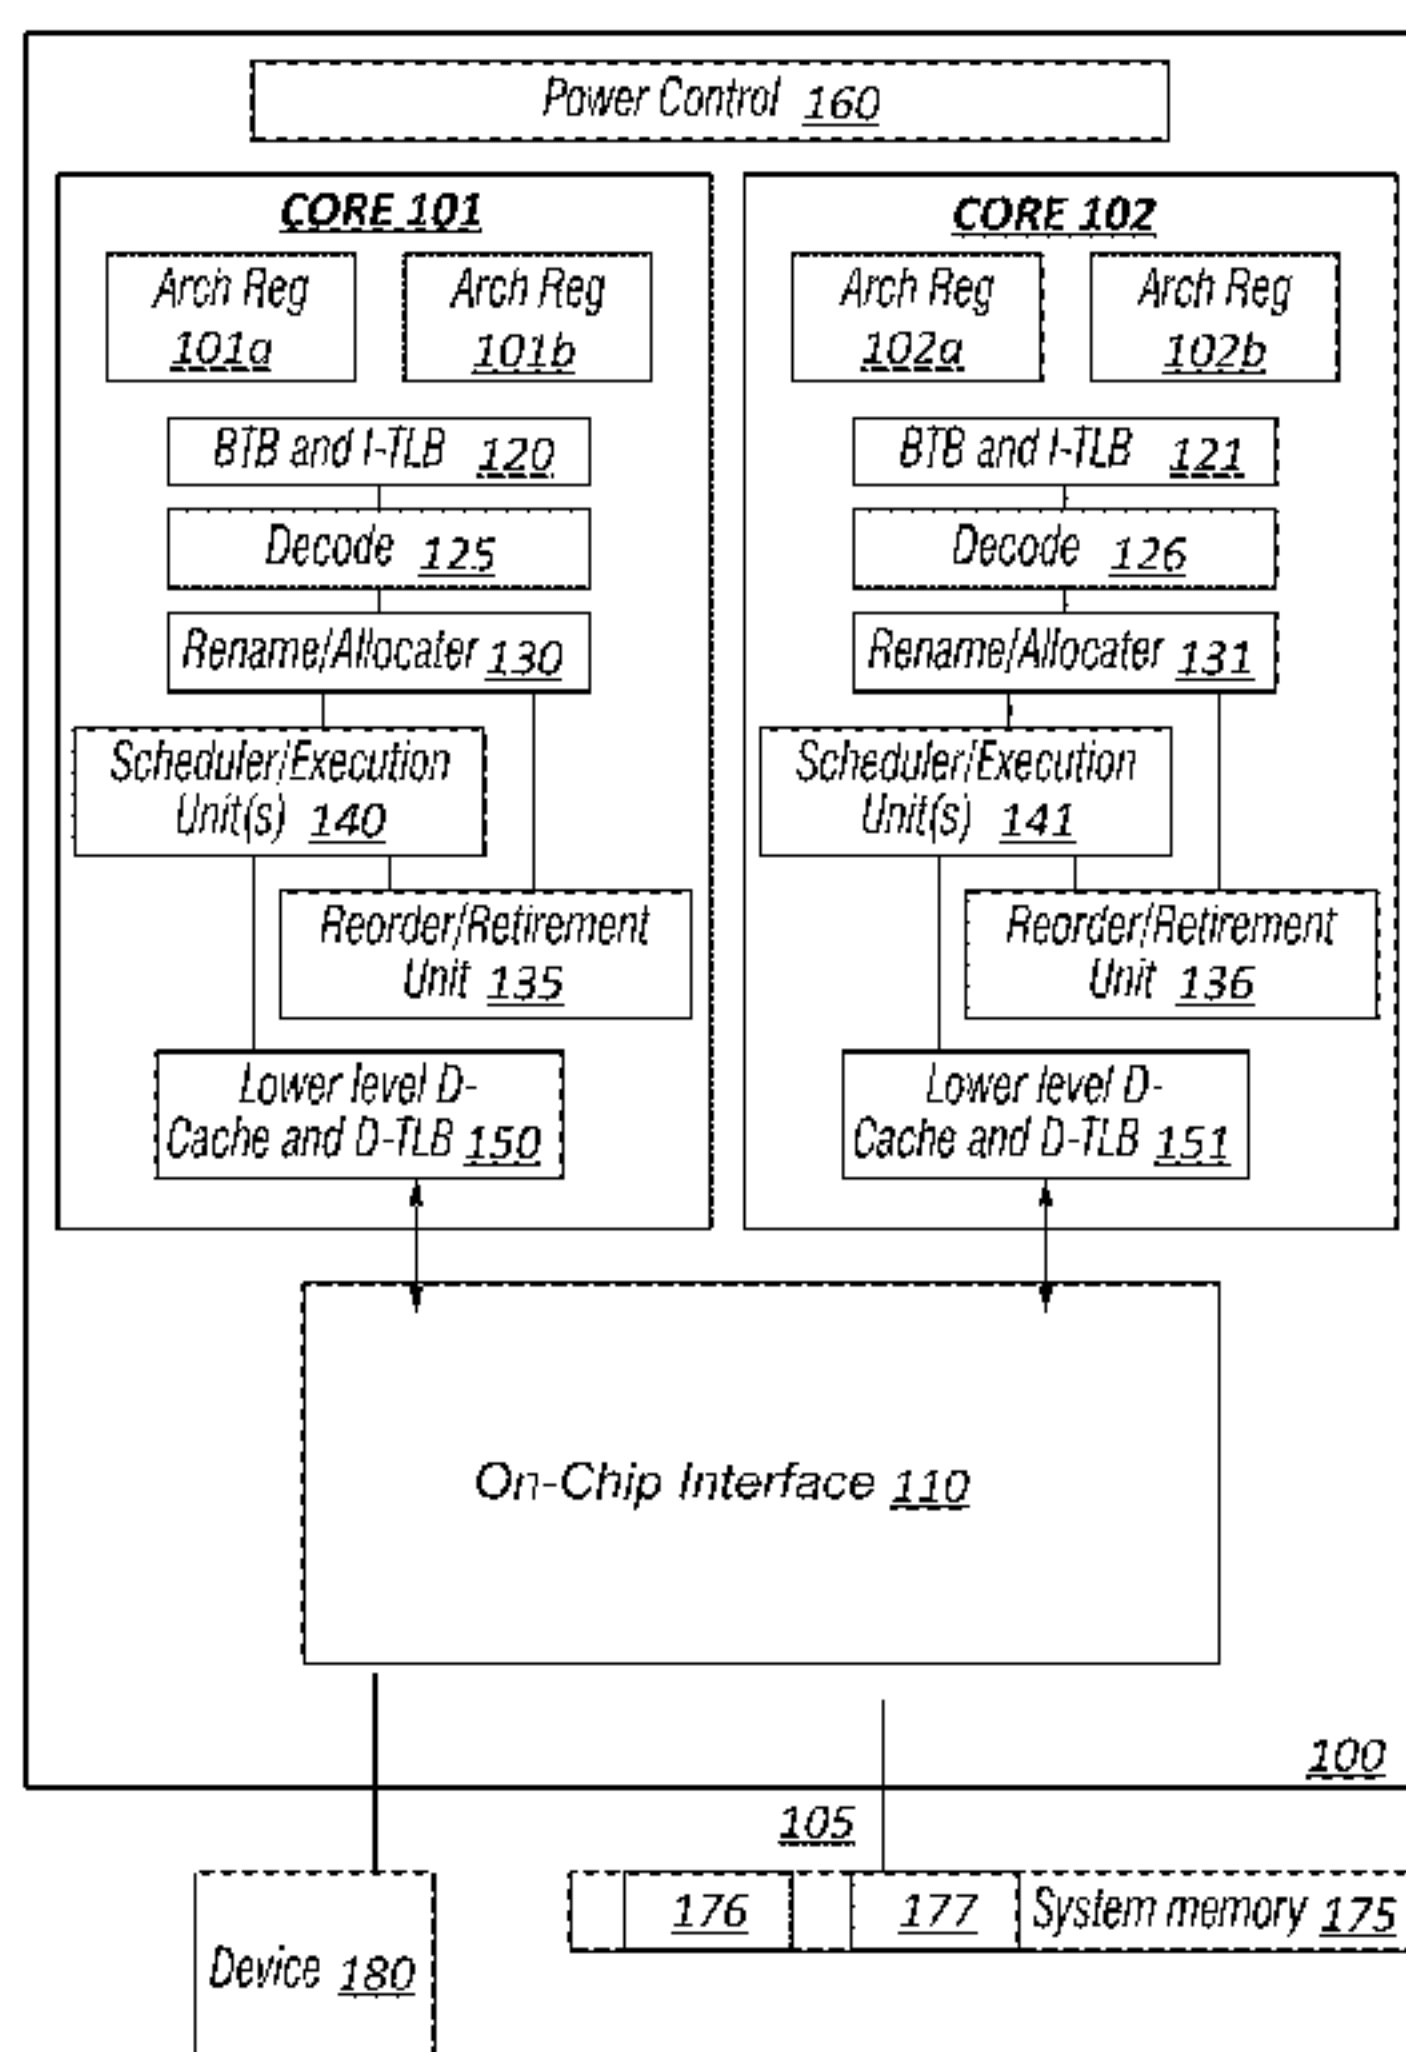 Power Control 160
CORE 101
Arch Reg
101a
Arch Reg
101b
BTB and I-TLB 120
Decode 125
Rename/Allocater 130
Scheduler/Execution
Unit(s) 140
Reorder/Retirement
Unit 135
Lower level D-
Cache and D-TLB 150
CORE 102
Arch Reg
102a
Arch Reg
102b
BTB and I-TLB 121
Decode 126
Rename/Allocater 131
Scheduler/Execution
Unit(s) 141
Reorder/Retirement
Unit 136
Lower level D-
Cache and D-TLB 151
On-Chip Interface 110
100
105
176
177
System memory 175
Device 180